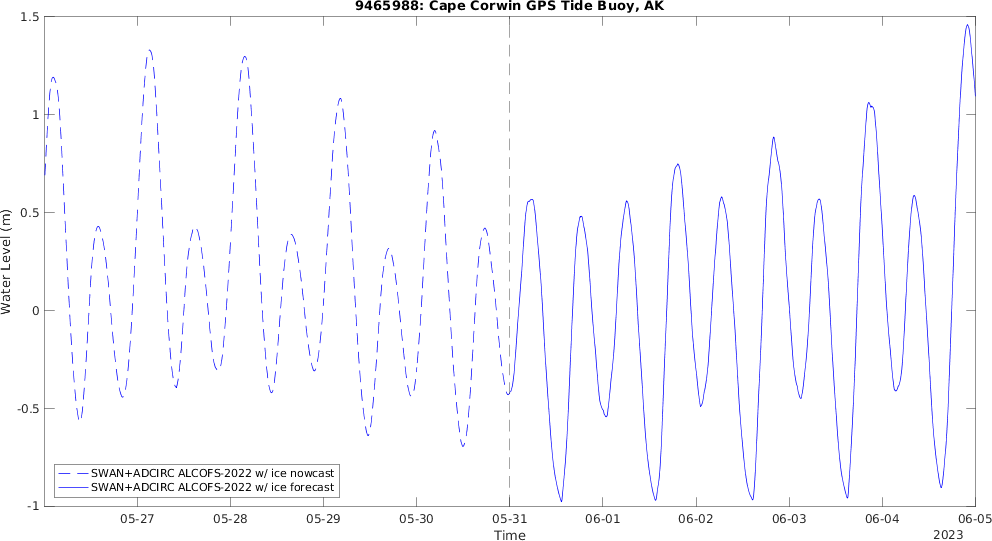 9465988: Cape Corwin GPS Tide Buoy, AK
1.5
1
0.5
0
-0.5
-1
Water Level (m)
SWAN+ADCIRC ALCOFS-2022 w/ ice nowcast
SWAN+ADCIRC ALCOFS-2022 w/ ice forecast
05-27 05-28 05-29 05-30 05-31 06-01 06-02 06-03 06-04 06-05
Time
2023